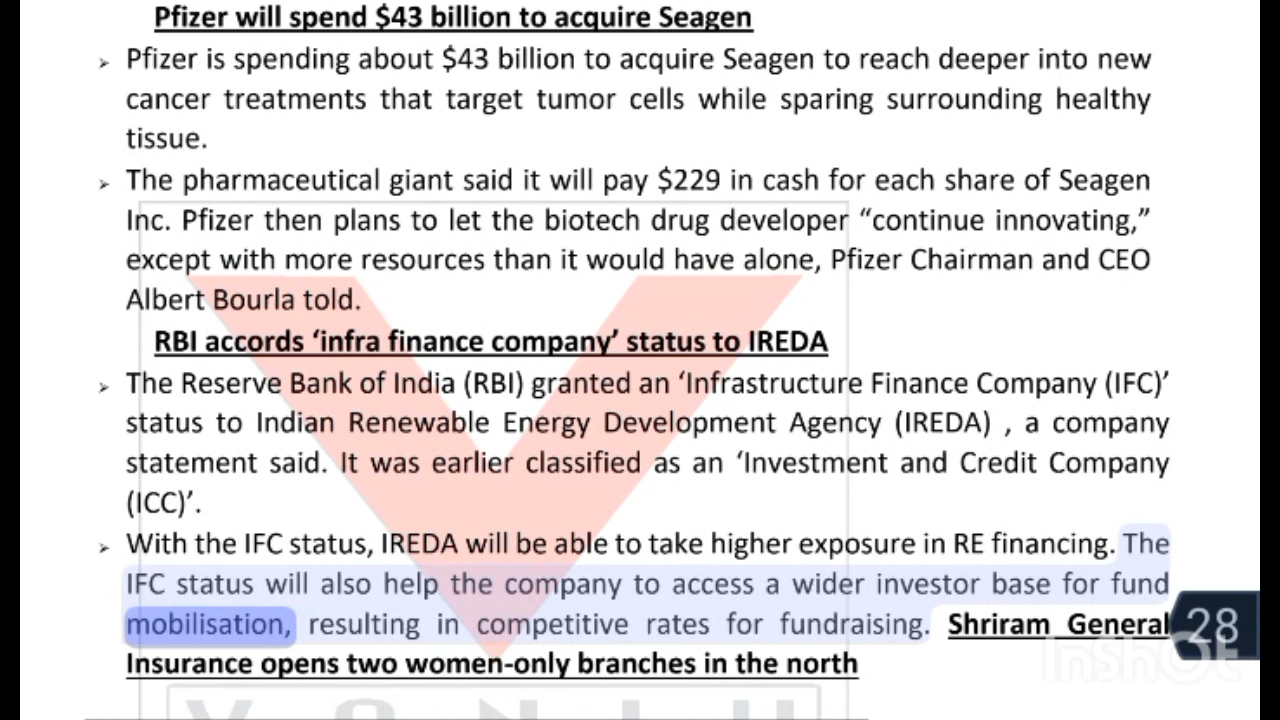 Pfizer will spend $43 billion to acquire Seagen
➢ Pfizer is spending about $43 billion to acquire Seagen to reach deeper into new
cancer treatments that target tumor cells while sparing surrounding healthy
tissue.
➢ The pharmaceutical giant said it will pay $229 in cash for each share of Seagen
Inc. Pfizer then plans to let the biotech drug developer “continue innovating,”
except with more resources than it would have alone, Pfizer Chairman and CEO
Albert Bourla told.
RBI accords ‘infra finance company’ status to IREDA
➢ The Reserve Bank of India (RBI) granted an ‘Infrastructure Finance Company (IFC)’
status to Indian Renewable Energy Development Agency (IREDA) , a company
statement said. It was earlier classified as an ‘Investment and Credit Company
(ICC)’.
➢ With the IFC status, IREDA will be able to take higher exposure in RE financing. The
IFC status will also help the company to access a wider investor base for fund
mobilisation, resulting in competitive rates for fundraising. Shriram General
Insurance opens two women-only branches in the north
28
InshOt